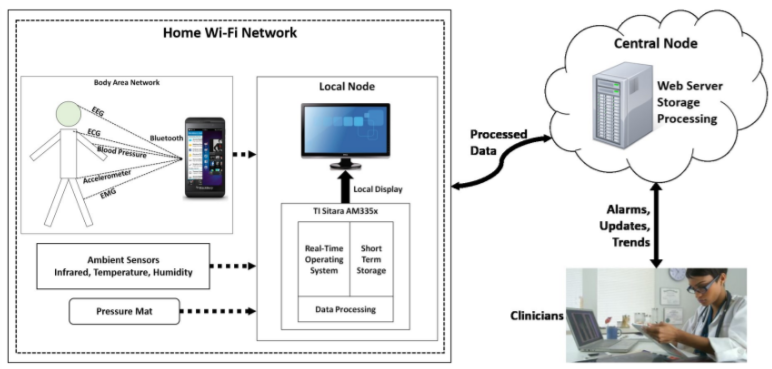 Home Wi-Fi Network
Body Area Network
EEG
ECG
Blood Pressure
Accelerometer
EMG
Bluetooth
Local Node
Local Display
TI Sitara AM335x
Real-Time
Operating
System
Short
Term
Storage
Data Processing
Ambient Sensors
Infrared, Temperature, Humidity
Pressure Mat
Processed
Data
Central Node
Web Server
Storage
Processing
Alarms,
Updates,
Trends
Clinicians